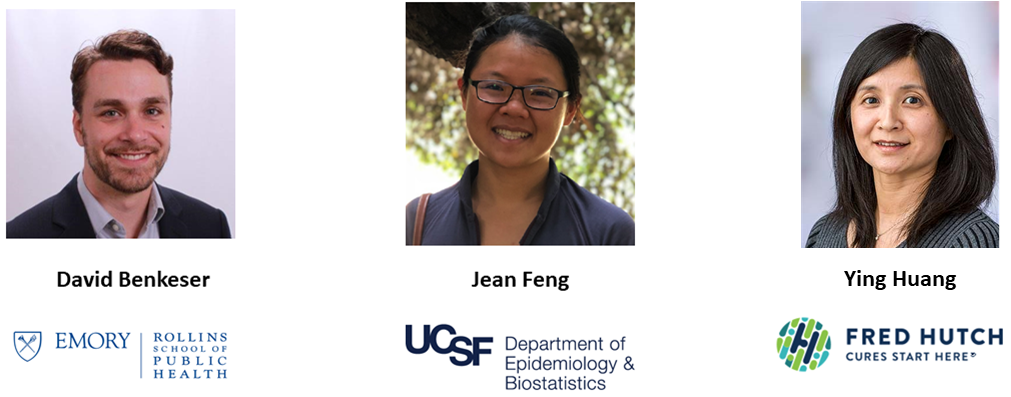 David Benkeser
Jean Feng
Ying Huang
EMORY
ROLLINS
SCHOOL OF
PUBLIC
HEALTH
UCSF
Department of
Epidemiology &
Biostatistics
FRED HUTCH
CURES START HERE®